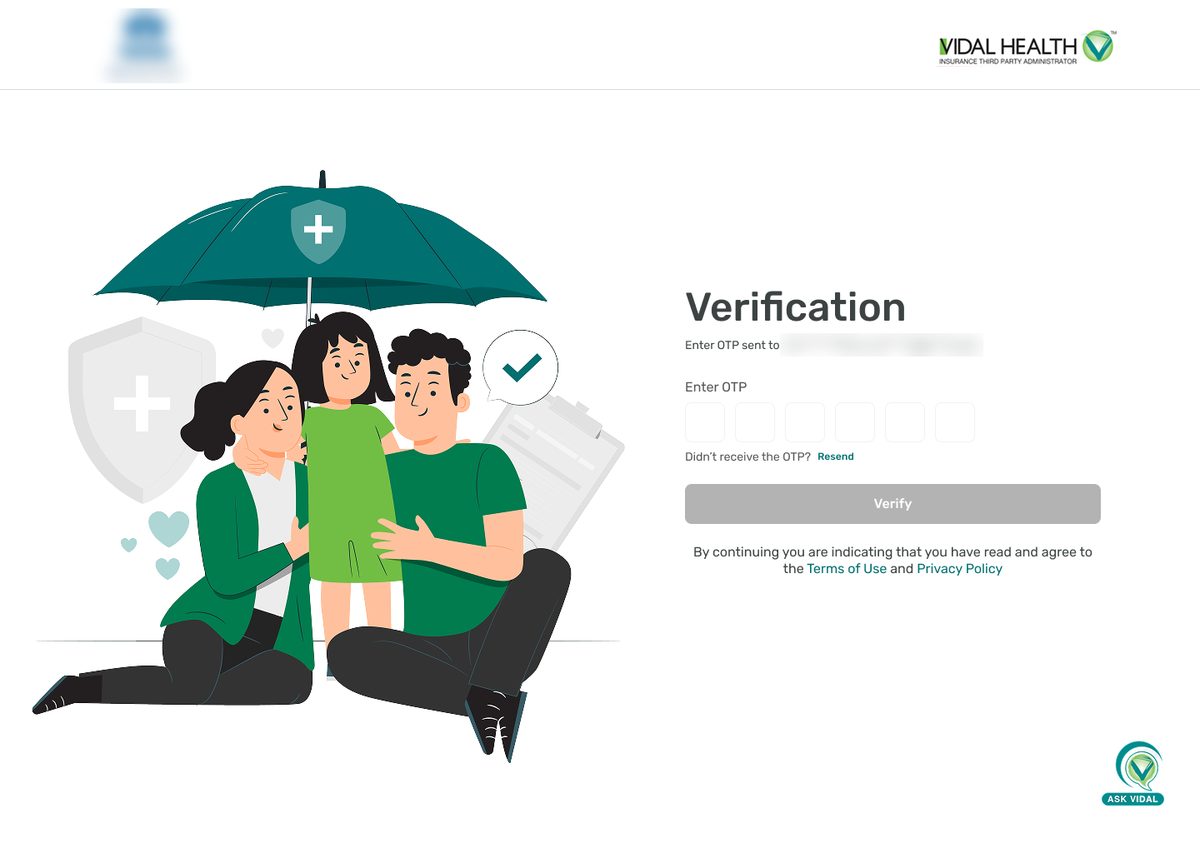 VIDAL HEALTH
TM
INSURANCE THIRD PARTY ADMINISTRATOR
Verification
Enter OTP sent to
Enter OTP
Didn't receive the OTP? Resend
Verify
By continuing you are indicating that you have read and agree to
the Terms of Use and Privacy Policy
ASK VIDAL